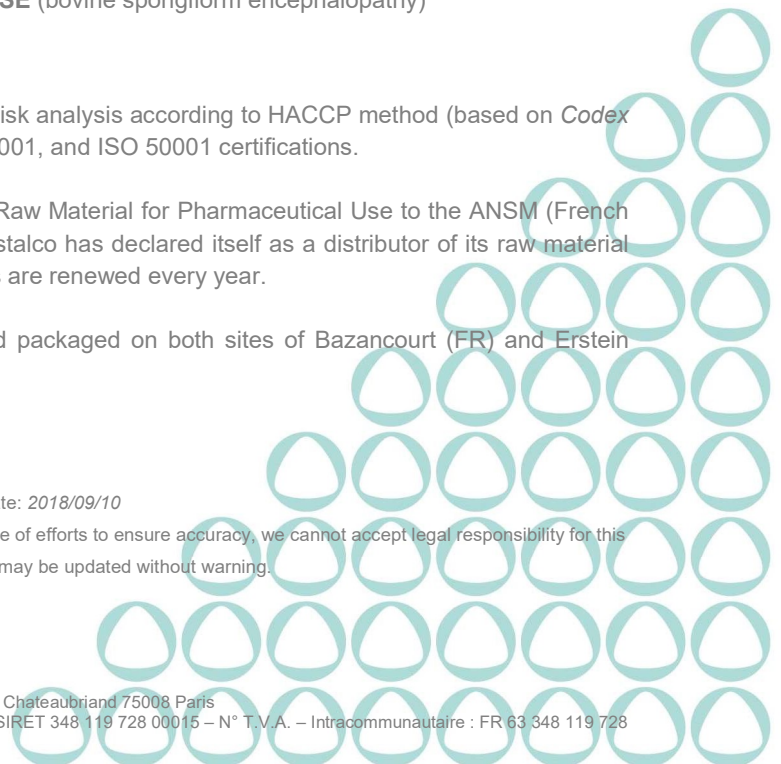 SE (bovine spongiform encephalopathy)
isk analysis according to HACCP method (based on Codex
001, and ISO 50001 certifications.
Raw Material for Pharmaceutical Use to the ANSM (French
stalco has declared itself as a distributor of its raw material
s are renewed every year.
d packaged on both sites of Bazancourt (FR) and Erstein
te: 2018/09/10
e of efforts to ensure accuracy, we cannot accept legal responsibility for this
may be updated without warning.
Chateaubriand 75008 Paris
SIRET 348 119 728 00015 – N° T.V.A. – Intracommunautaire : FR 63 348 119 728